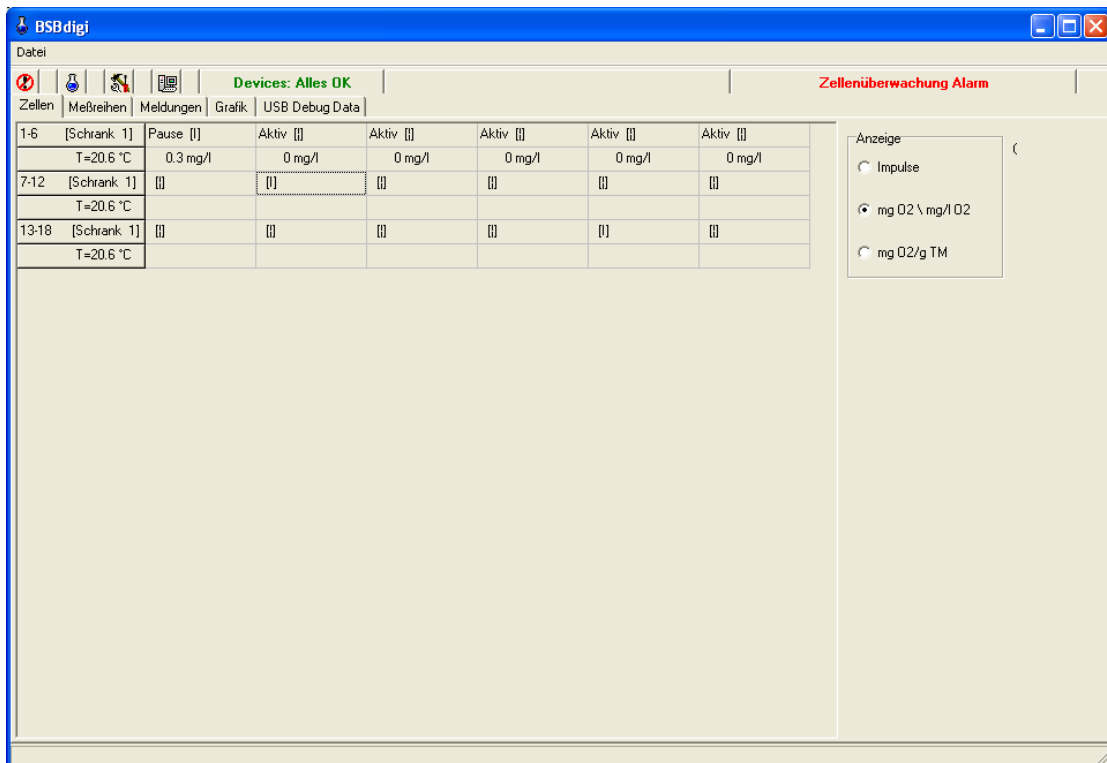 BSBdigi
Datei
Devices: Alles OK Zellenüberwachung Alarm
Zellen Meßreihen Meldungen Grafik USB Debug Data
1-6 [Schrank 1] Pause [|] Aktiv [¦] Aktiv [¦] Aktiv [¦] Aktiv [¦] Aktiv [¦]
T=20.6 °C 0.3 mg/l 0 mg/l 0 mg/l 0 mg/l 0 mg/l 0 mg/l
7-12 [Schrank 1] [¦] [|] [¦] [¦] [¦] [¦]
T=20.6 °C
13-18 [Schrank 1] [¦] [¦] [¦] [¦] [|] [¦]
T=20.6 °C
Anzeige
(
Impulse
mg O2 \ mg/l O2
mg O2/g TM